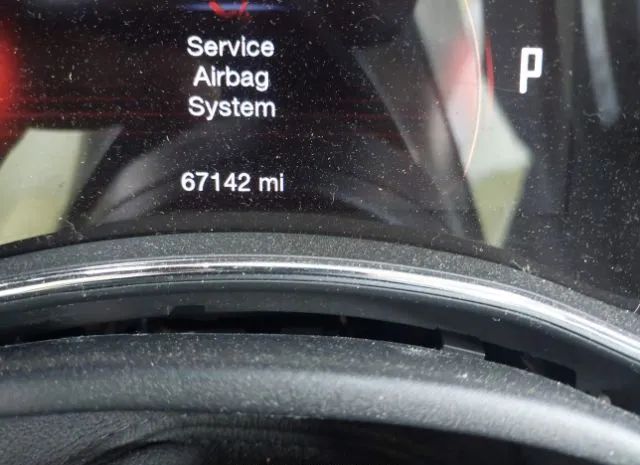 Service
Airbag
System
P
67142 mi